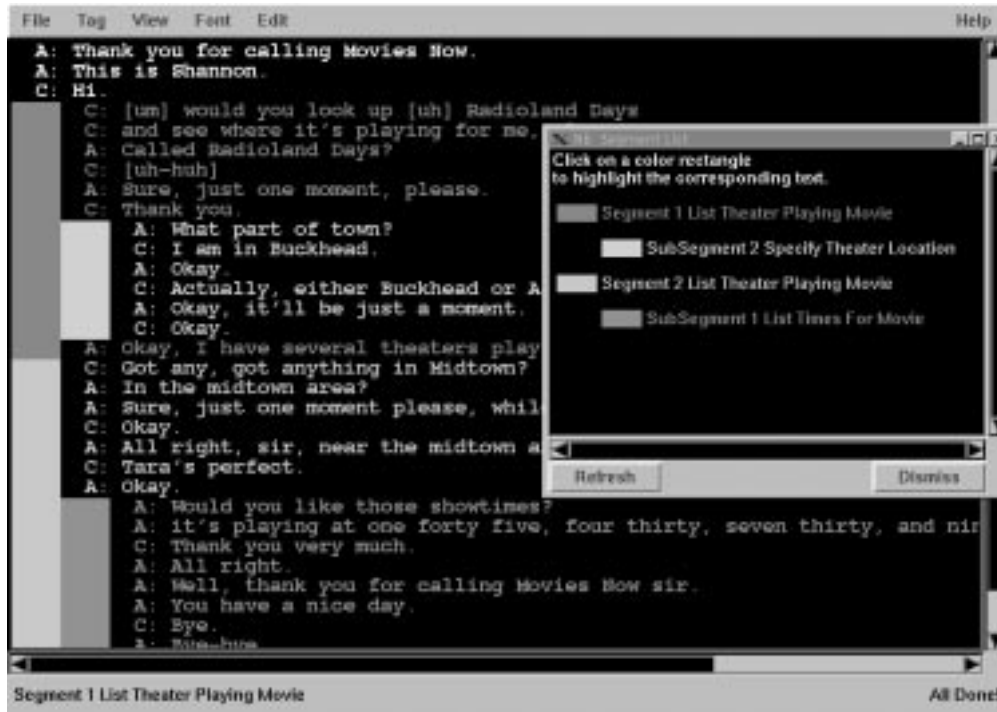 File Tag View Font Edit Help
A: Thank you for calling Movies Now.
A: This is Shannon.
C: Hi.
C: [um] would you look up [uh] Radioland Days
C: and see where it's playing for me,
A: Called Radioland Days?
C: [uh-huh]
A: Sure, just one moment, please.
C: Thank you.
A: What part of town?
C: I am in Buckhead.
A: Okay.
C: Actually, either Buckhead or A
A: Okay, it'll be just a moment.
C: Okay.
A: Okay, I have several theaters play
C: Got any, got anything in Midtown?
A: In the midtown area?
A: Sure, just one moment please, whil
C: Okay.
A: All right, sir, near the midtown a
C: Tara's perfect.
A: Okay.
A: Would you like those showtimes?
A: it's playing at one forty five, four thirty, seven thirty, and nin
C: Thank you very much.
A: All right.
A: Well, thank you for calling Movies Now sir.
A: You have a nice day.
C: Bye.
A: Bye-bye
Segment List
Click on a color rectangle
to highlight the corresponding text.
Segment 1 List Theater Playing Movie
SubSegment 2 Specify Theater Location
Segment 2 List Theater Playing Movie
SubSegment 1 List Times For Movie
Refresh Dismiss
Segment 1 List Theater Playing Movie All Done!